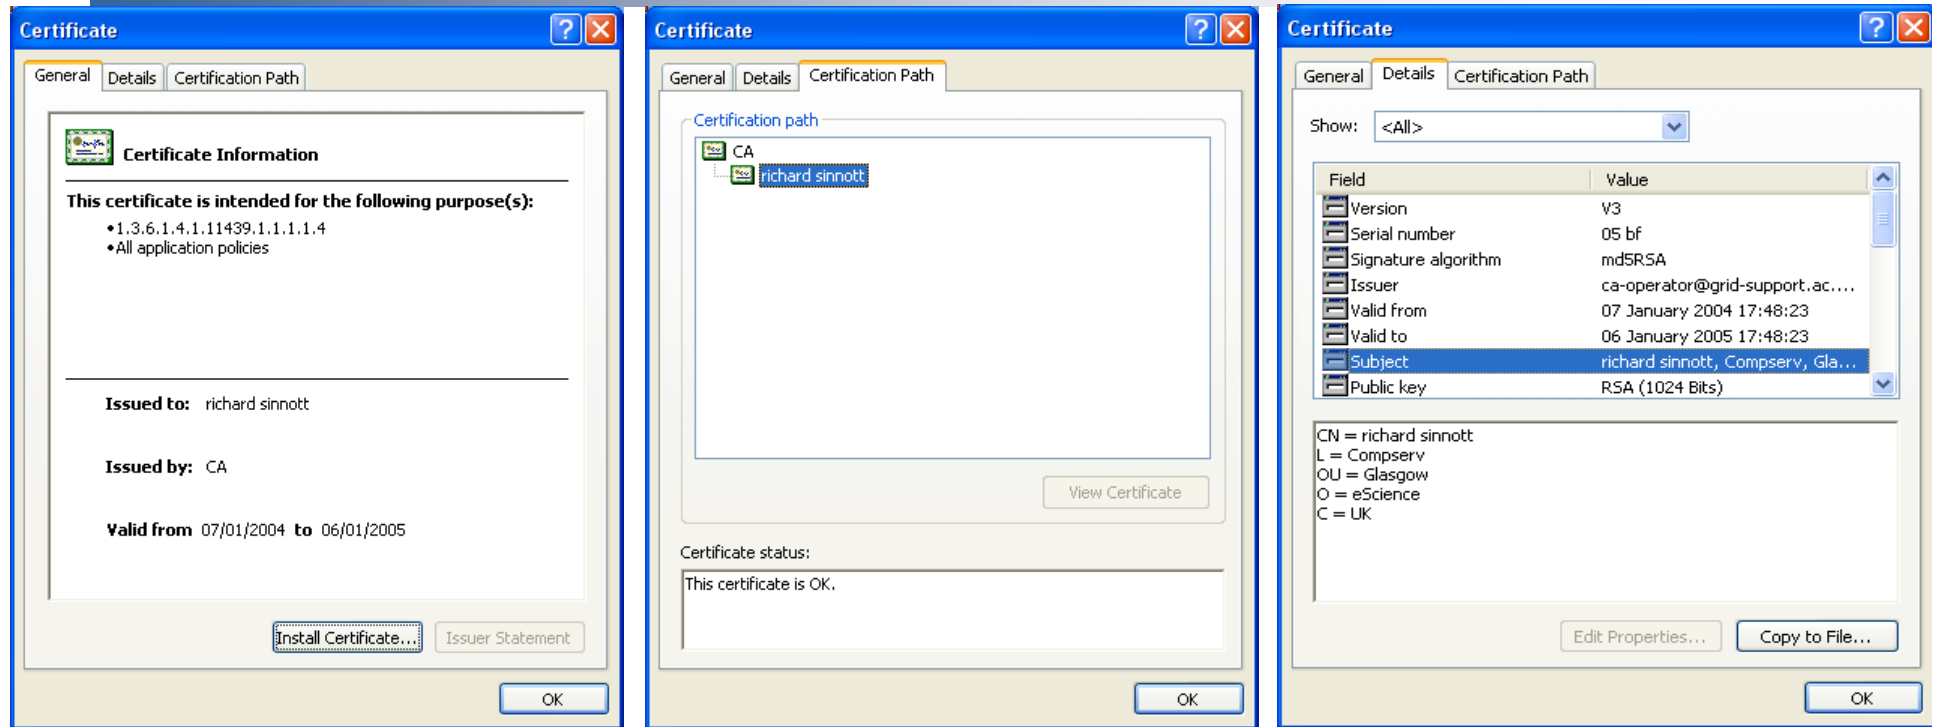 Certificate
General Details Certification Path
Certificate Information
This certificate is intended for the following purpose(s):
•1.3.6.1.4.1.11439.1.1.1.1.4
•All application policies
Issued to: richard sinnott
Issued by: CA
Valid from 07/01/2004 to 06/01/2005
Install Certificate... Issuer Statement
OK
Certificate
General Details Certification Path
Certification path
CA
richard sinnott
View Certificate
Certificate status:
This certificate is OK.
OK
Certificate
General Details Certification Path
Show: <All>
Field Value
Version V3
Serial number 05 bf
Signature algorithm md5RSA
Issuer ca-operator@grid-support.ac....
Valid from 07 January 2004 17:48:23
Valid to 06 January 2005 17:48:23
Subject richard sinnott, Compserv, Gla...
Public key RSA (1024 Bits)
CN = richard sinnott
L = Compserv
OU = Glasgow
O = eScience
C = UK
Edit Properties... Copy to File...
OK